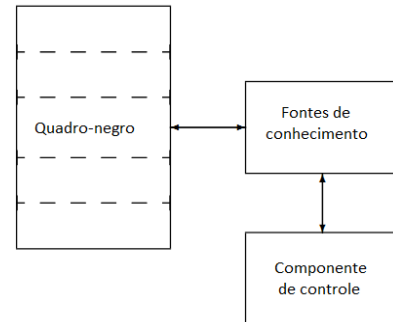 Quadro-negro
Fontes de
conhecimento
Componente
de controle